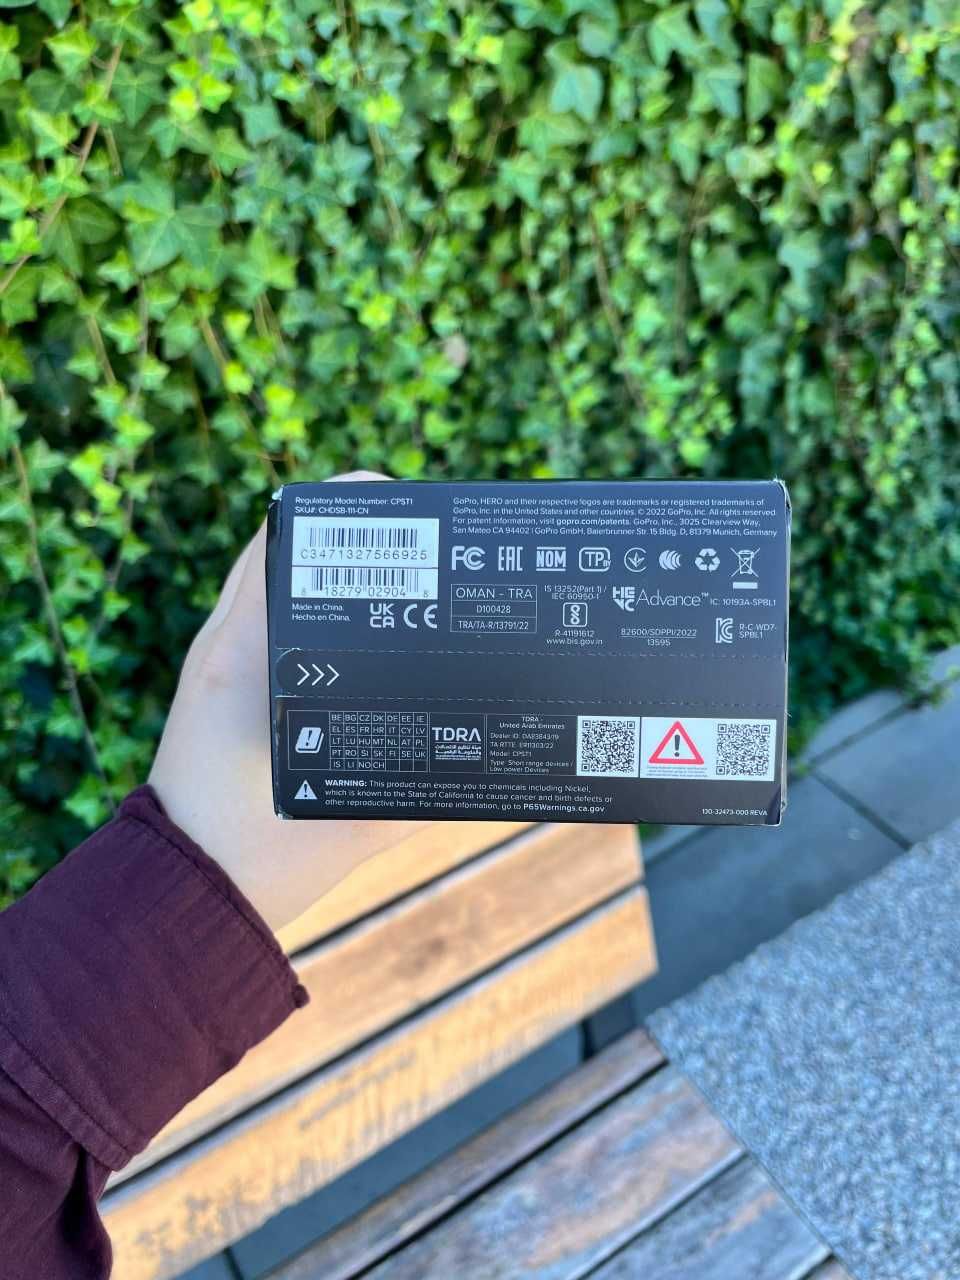 Regulatory Model Number: CPST1
SKU#: CHDSB-111-CN
C3471327566925
8 18279 02904 8
Made in China.
Hecho en China.
UK
CA
CE
GoPro, HERO and their respective logos are trademarks or registered trademarks of
GoPro, Inc. in the United States and other countries. © 2022 GoPro, Inc. All rights reserved.
For patent information, visit gopro.com/patents. GoPro, Inc., 3025 Clearview Way,
San Mateo CA 94402 | GoPro GmbH, Baierbrunner Str. 15 Bldg. D, 81379 Munich, Germany
FC EAC NOM TP BY
OMAN - TRA
D100428
TRA/TA-R/13791/22
IS 13252(Part 1) /
IEC 60950-1
R-41191612
www.bis.gov.in
HEVC Advance™
IC: 10193A-SPBL1
82600/SDPPI/2022
13595
R-C-WD7-
SPBL1
BE BG CZ DK DE EE IE
EL ES FR HR IT CY LV
LT LU HU MT NL AT PL
PT RO SI SK FI SE UK
IS LI NO CH
TDRA
هيئة تنظيم الاتصالات
والحكومة الرقمية
TDRA -
United Arab Emirates
Dealer ID: DA83843/19
TA RTTE: ER11303/22
Model: CPST1
Type: Short range devices /
Low power Devices
WARNING: This product can expose you to chemicals including Nickel,
which is known to the State of California to cause cancer and birth defects or
other reproductive harm. For more information, go to P65Warnings.ca.gov
130-32473-000 REVA